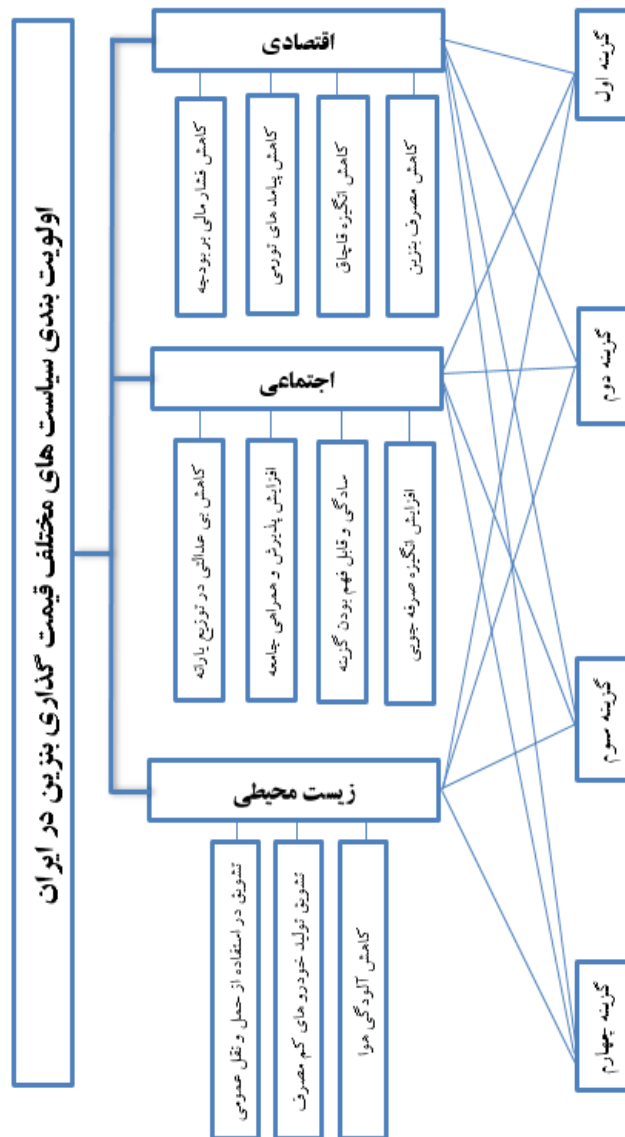 اولویت بندی سیاست های مختلف قیمت گذاری بنزین در ایران
اقتصادی
کاهش فشار مالی بر بودجه
کاهش پیامد های تورمی
کاهش انگیزه قاچاق
کاهش مصرف بنزین
اجتماعی
کاهش بی عدالتی در توزیع یارانه
افزایش پذیرش و همراهی جامعه
سادگی و قابل فهم بودن گزینه
افزایش انگیزه صرفه جویی
زیست محیطی
تشویق در استفاده از حمل و نقل عمومی
تشویق تولید خودرو های کم مصرف
کاهش آلودگی هوا
گزینه اول
گزینه دوم
گزینه سوم
گزینه چهارم